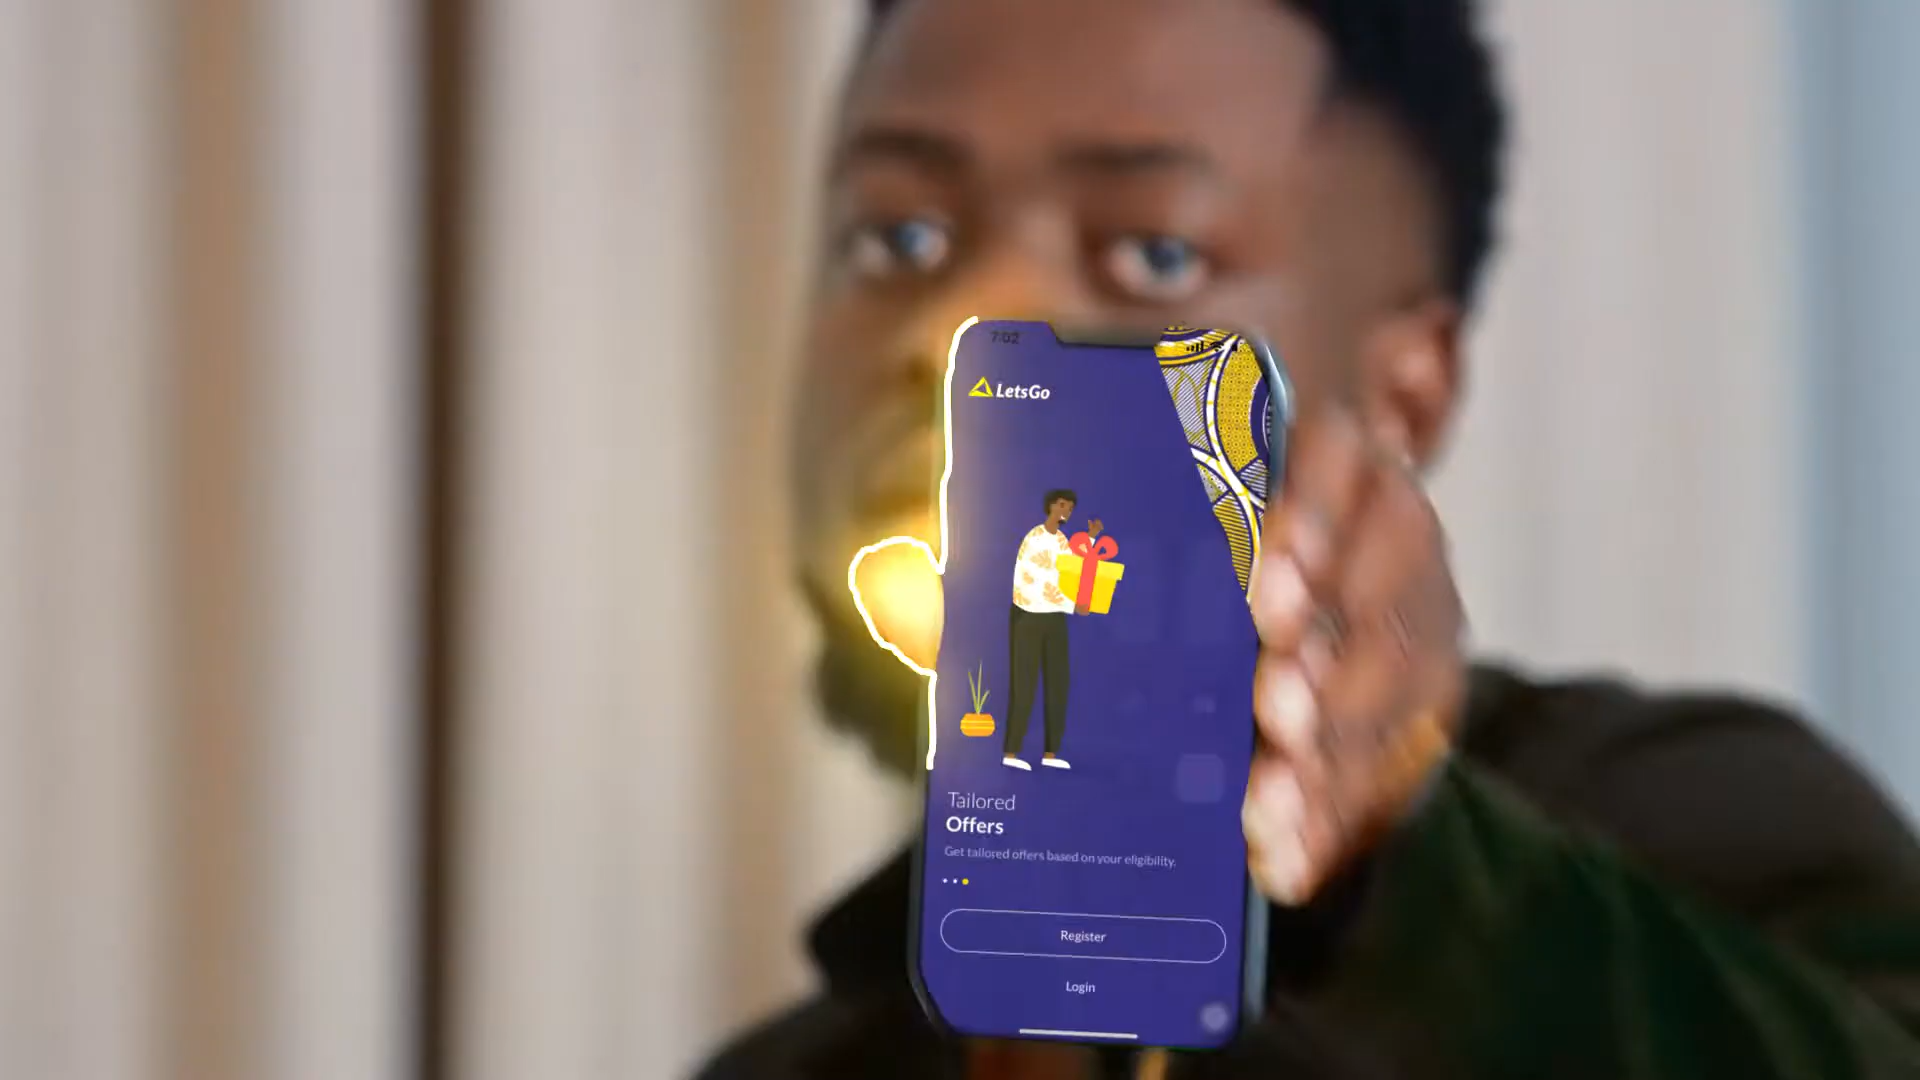 7:02
LetsGo
Tailored
Offers
Get tailored offers based on your eligibility.
Register
Login